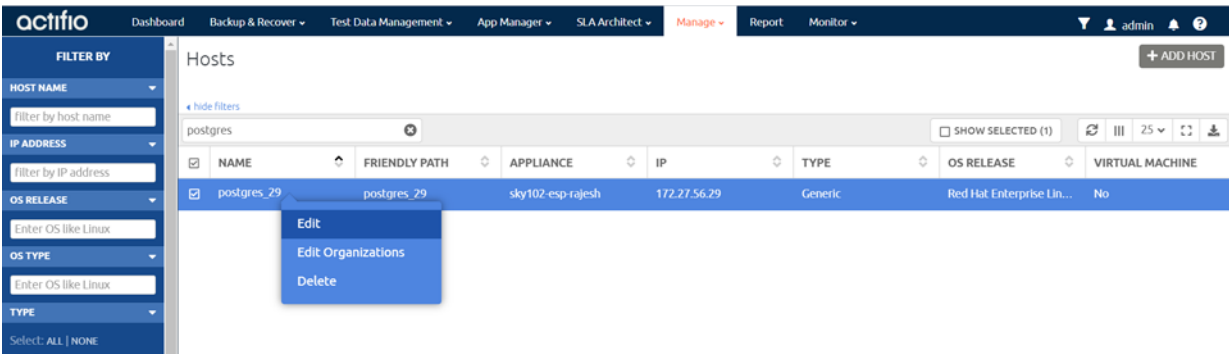 actifio Dashboard Backup & Recover Test Data Management App Manager SLA Architect Manage Report Monitor admin
FILTER BY
Hosts
+ ADD HOST
HOST NAME
hide filters
filter by host name
postgres
SHOW SELECTED (1)
25
IP ADDRESS
NAME FRIENDLY PATH APPLIANCE IP TYPE OS RELEASE VIRTUAL MACHINE
filter by IP address
postgres_29 postgres_29 sky102-esp-rajesh 172.27.56.29 Generic Red Hat Enterprise Lin... No
OS RELEASE
Enter OS like Linux
Edit
Edit Organizations
Delete
OS TYPE
Enter OS like Linux
TYPE
Select: ALL | NONE